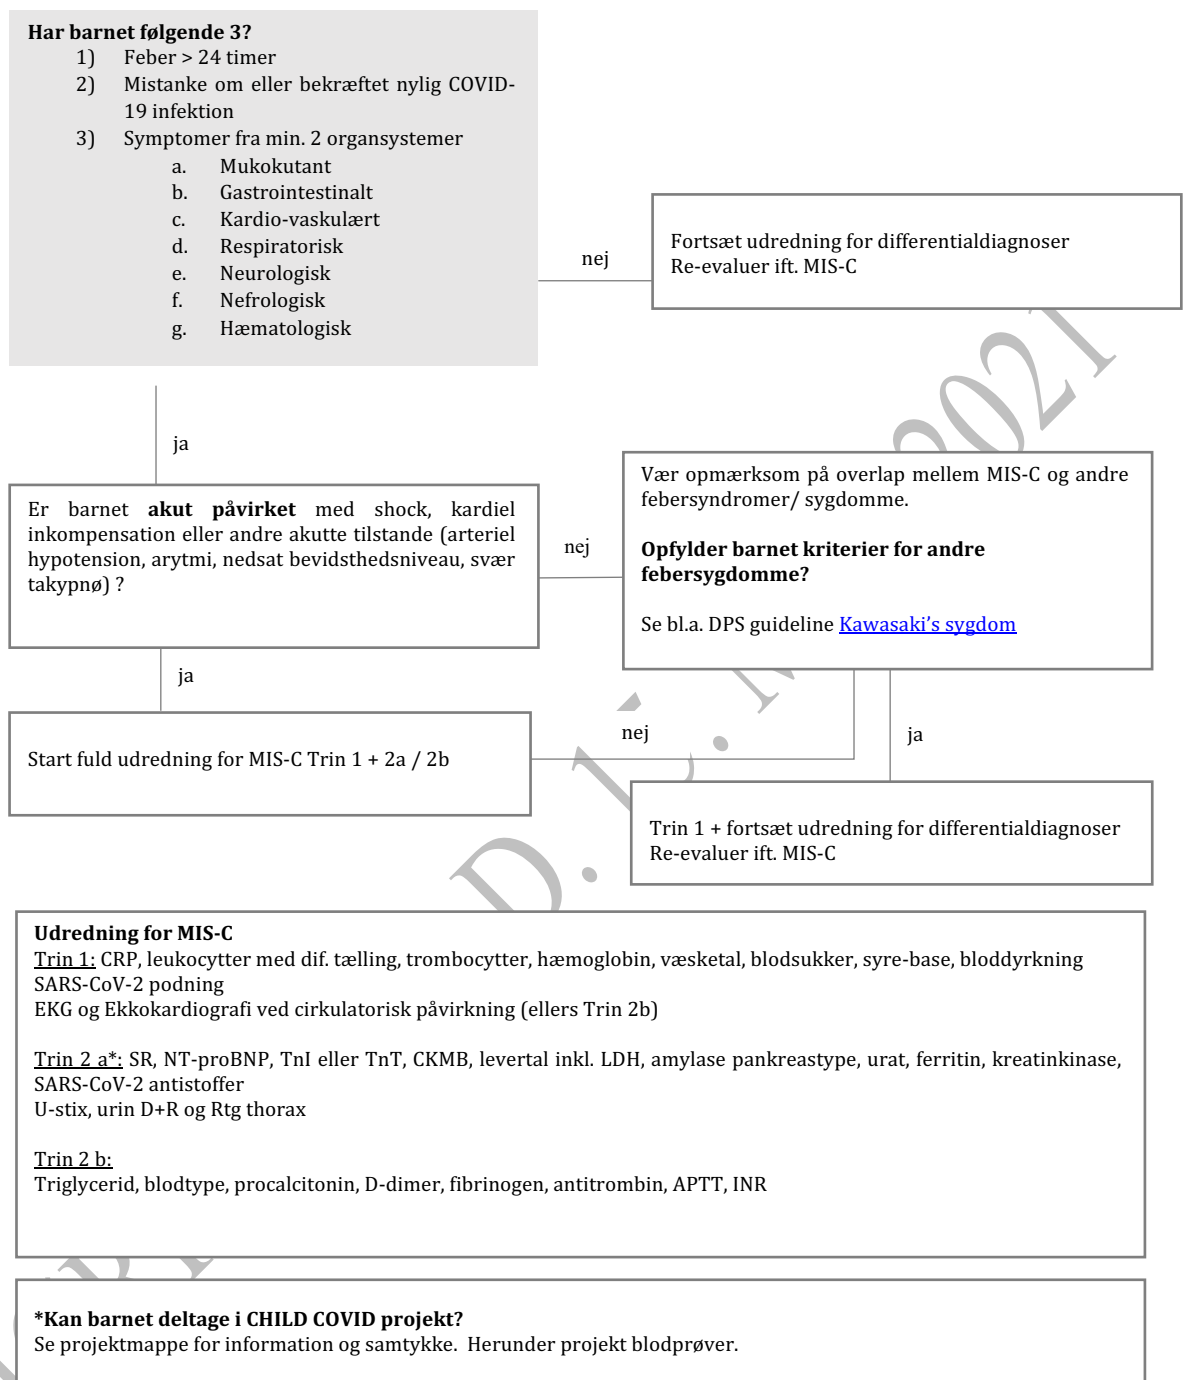 Har barnet følgende 3?
1) Feber > 24 timer
2) Mistanke om eller bekræftet nylig COVID-
19 infektion
3) Symptomer fra min. 2 organsystemer
a. Mukokutant
b. Gastrointestinalt
c. Kardio-vaskulært
d. Respiratorisk
e. Neurologisk
f. Nefrologisk
g. Hæmatologisk
nej
Fortsæt udredning for differentialdiagnoser
Re-evaluer ift. MIS-C
ja
Er barnet akut påvirket med shock, kardiel
inkompensation eller andre akutte tilstande (arteriel
hypotension, arytmi, nedsat bevidsthedsniveau, svær
takypnø) ?
nej
Vær opmærksom på overlap mellem MIS-C og andre
febersyndromer/ sygdomme.
Opfylder barnet kriterier for andre
febersygdomme?
Se bl.a. DPS guideline Kawasaki's sygdom
ja
Start fuld udredning for MIS-C Trin 1 + 2a / 2b
nej
ja
Trin 1 + fortsæt udredning for differentialdiagnoser
Re-evaluer ift. MIS-C
Udredning for MIS-C
Trin 1: CRP, leukocytter med dif. tælling, trombocytter, hæmoglobin, væsketal, blodsukker, syre-base, bloddyrkning
SARS-CoV-2 podning
EKG og Ekkokardiografi ved cirkulatorisk påvirkning (ellers Trin 2b)
Trin 2 a*: SR, NT-proBNP, TnI eller TnT, CKMB, levertal inkl. LDH, amylase pankreastype, urat, ferritin, kreatinkinase,
SARS-CoV-2 antistoffer
U-stix, urin D+R og Rtg thorax
Trin 2 b:
Triglycerid, blodtype, procalcitonin, D-dimer, fibrinogen, antitrombin, APTT, INR
*Kan barnet deltage i CHILD COVID projekt?
Se projektmappe for information og samtykke. Herunder projekt blodprøver.
2021